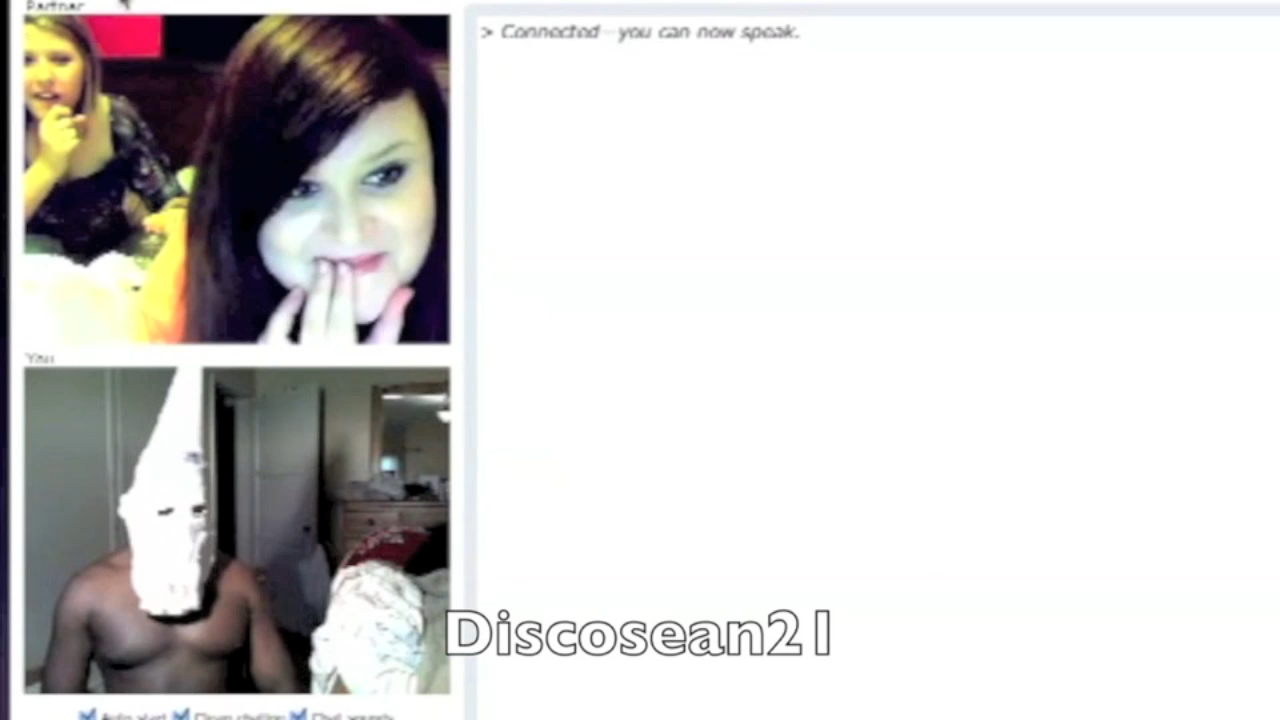 Partner
> Connected—you can now speak.
You
Discosean21